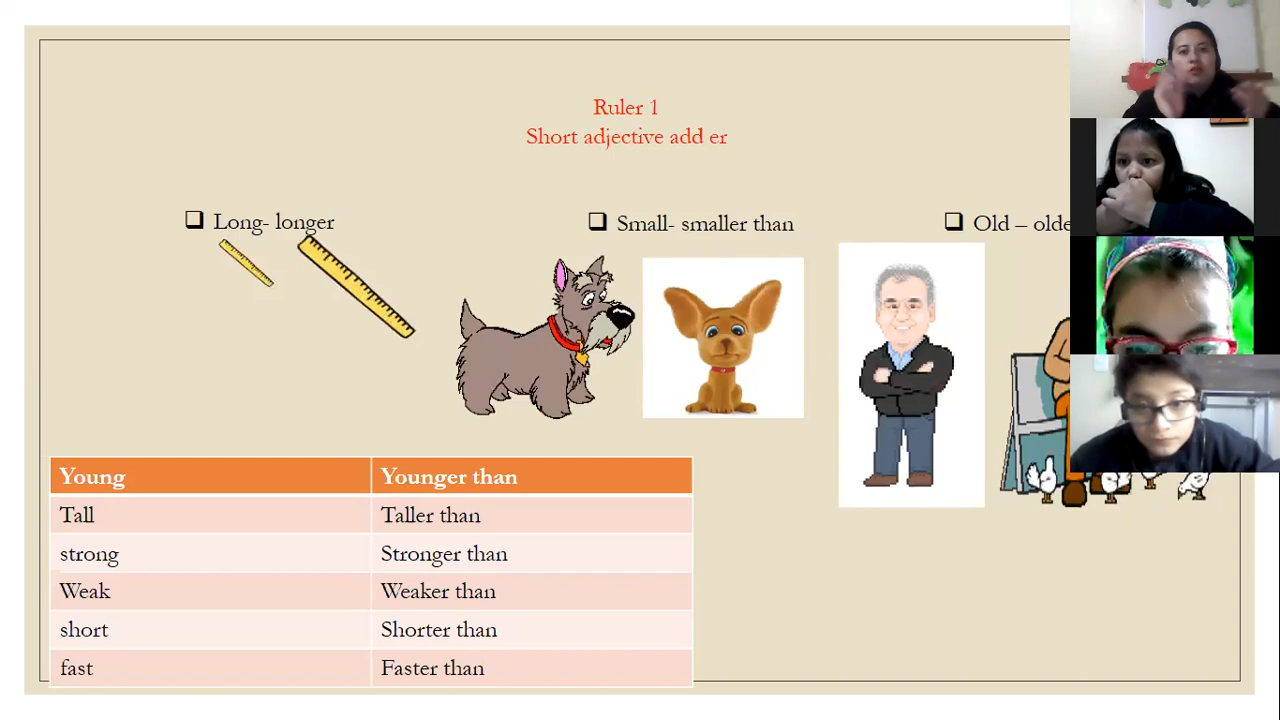 Ruler 1
Short adjective add er
Long- longer
Small- smaller than
Old – olde
Young Younger than
Tall Taller than
strong Stronger than
Weak Weaker than
short Shorter than
fast Faster than